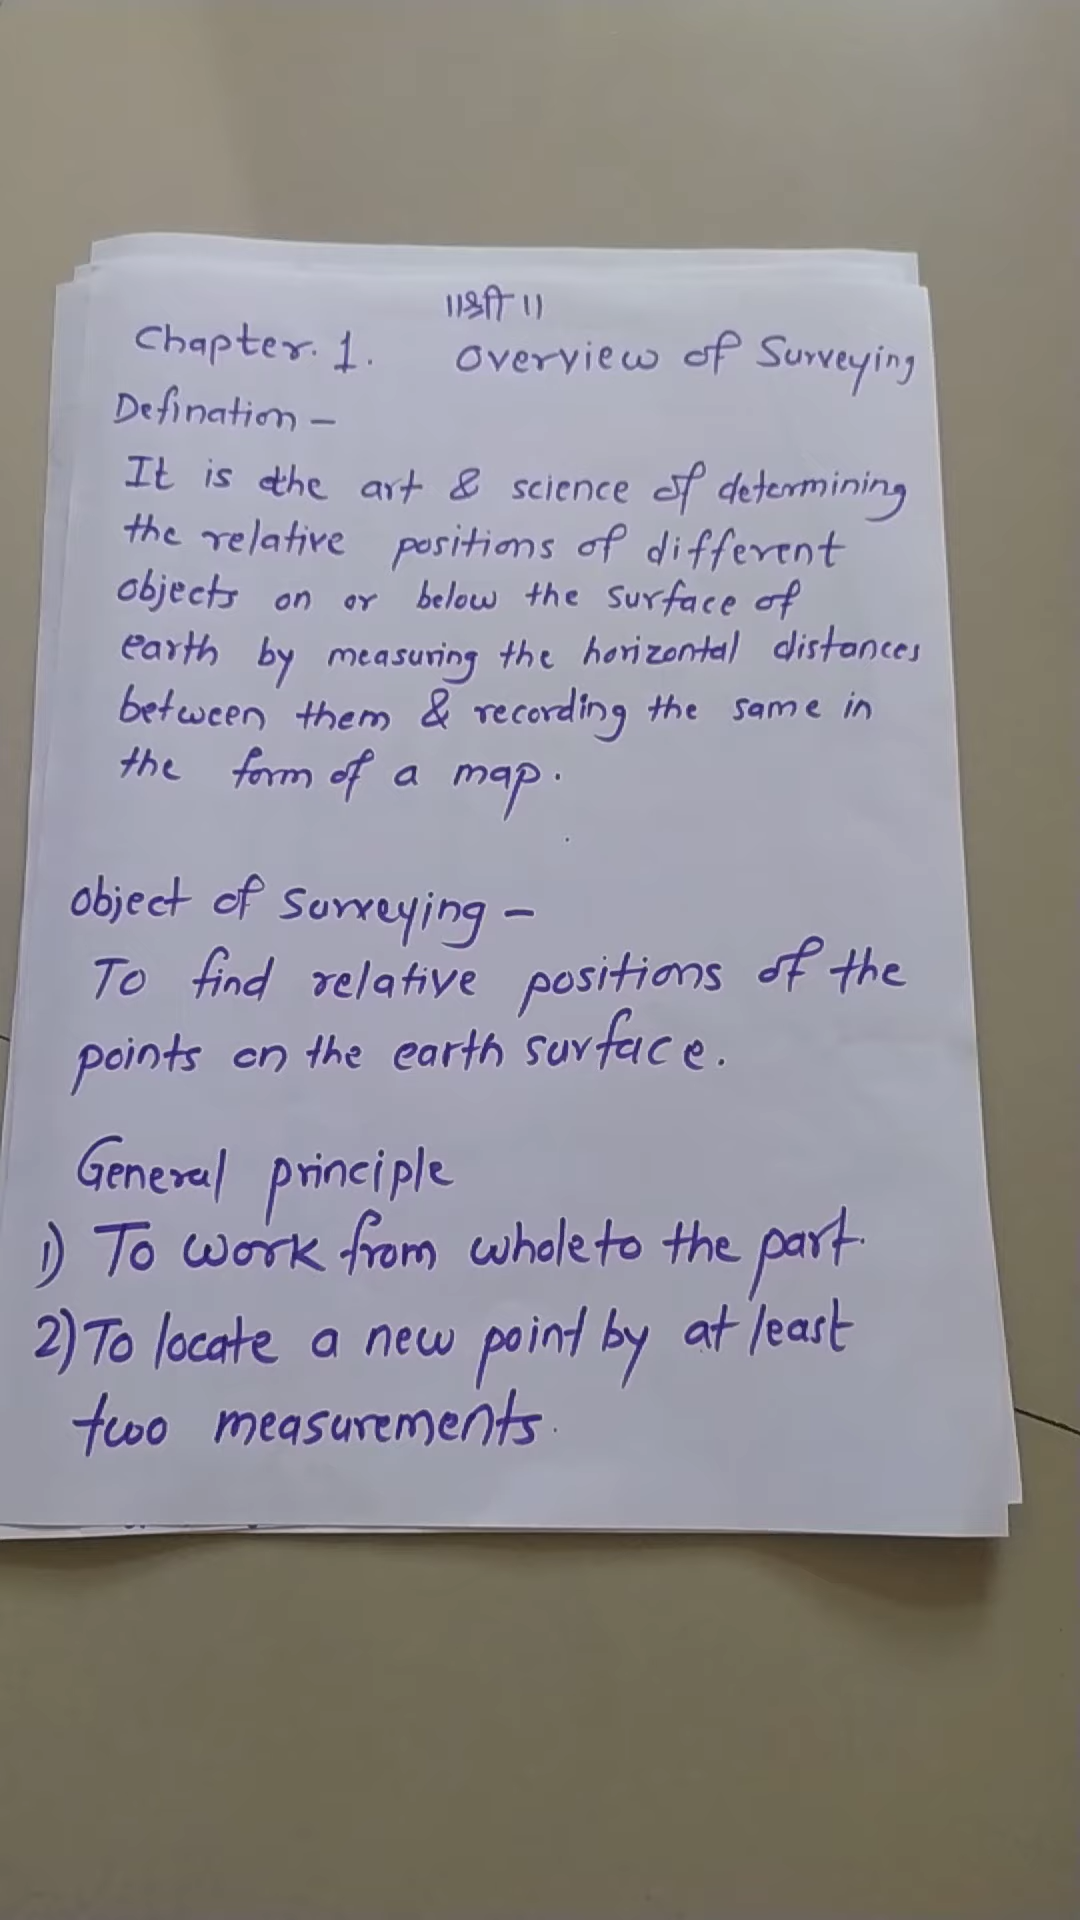 ॥श्री॥
Chapter. 1. Overview of Surveying
Defination -
It is the art & science of determining
the relative positions of different
objects on or below the surface of
earth by measuring the horizontal distances
between them & recording the same in
the form of a map.
object of surveying -
To find relative positions of the
points on the earth surface.
General principle
1) To work from whole to the part.
2) To locate a new point by at least
two measurements.